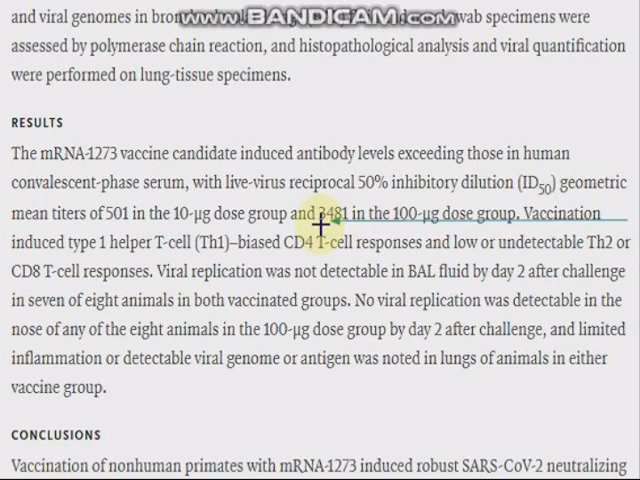 and viral genomes in
www.BANDICAM.com
specimens were
assessed by polymerase chain reaction, and histopathological analysis and viral quantification
were performed on lung-tissue specimens.
RESULTS
The mRNA-1273 vaccine candidate induced antibody levels exceeding those in human
convalescent-phase serum, with live-virus reciprocal 50% inhibitory dilution (ID50) geometric
mean titers of 501 in the 10-μg dose group and 3481 in the 100-μg dose group. Vaccination
induced type 1 helper T-cell (Th1)–biased CD4 T-cell responses and low or undetectable Th2 or
CD8 T-cell responses. Viral replication was not detectable in BAL fluid by day 2 after challenge
in seven of eight animals in both vaccinated groups. No viral replication was detectable in the
nose of any of the eight animals in the 100-μg dose group by day 2 after challenge, and limited
inflammation or detectable viral genome or antigen was noted in lungs of animals in either
vaccine group.
CONCLUSIONS
Vaccination of nonhuman primates with mRNA-1273 induced robust SARS-CoV-2 neutralizing